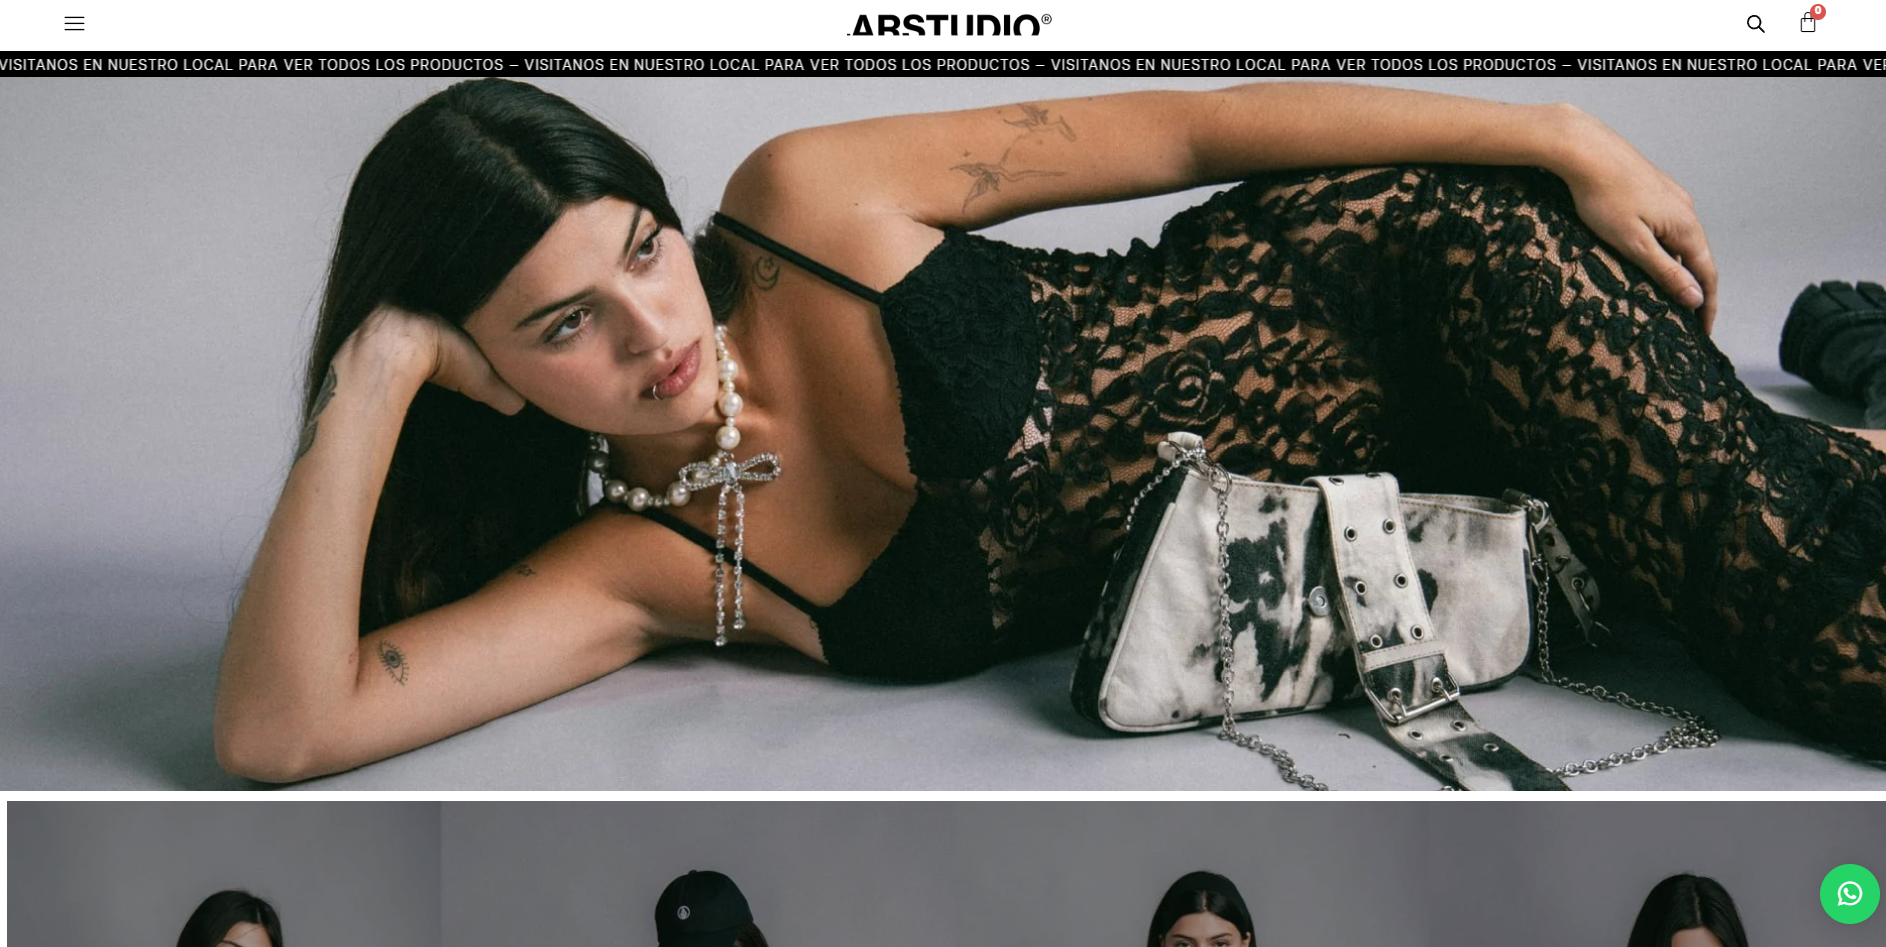 .ABSTUDIO®
0
VISITANOS EN NUESTRO LOCAL PARA VER TODOS LOS PRODUCTOS – VISITANOS EN NUESTRO LOCAL PARA VER TODOS LOS PRODUCTOS – VISITANOS EN NUESTRO LOCAL PARA VER TODOS LOS PRODUCTOS – VISITANOS EN NUESTRO LOCAL PARA VER